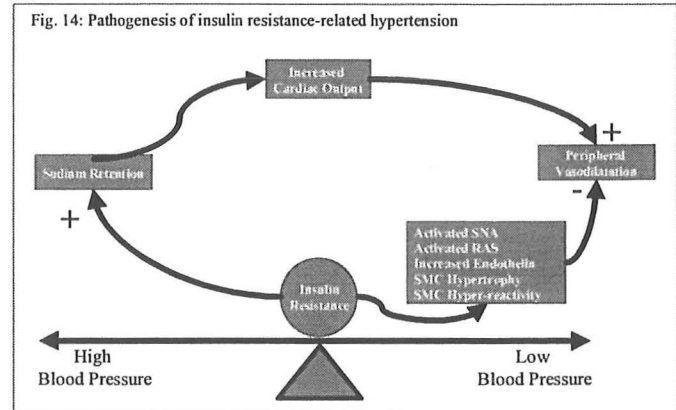 Fig. 14: Pathogenesis of insulin resistance-related hypertension
Increased
Cardiac Output
+
Sodium Retention
Peripheral
Vasodilatation
+
-
Activated SNA
Activated RAS
Increased Endothelin
SMC Hypertrophy
SMC Hyper-reactivity
Insulin
Resistance
High
Blood Pressure
Low
Blood Pressure